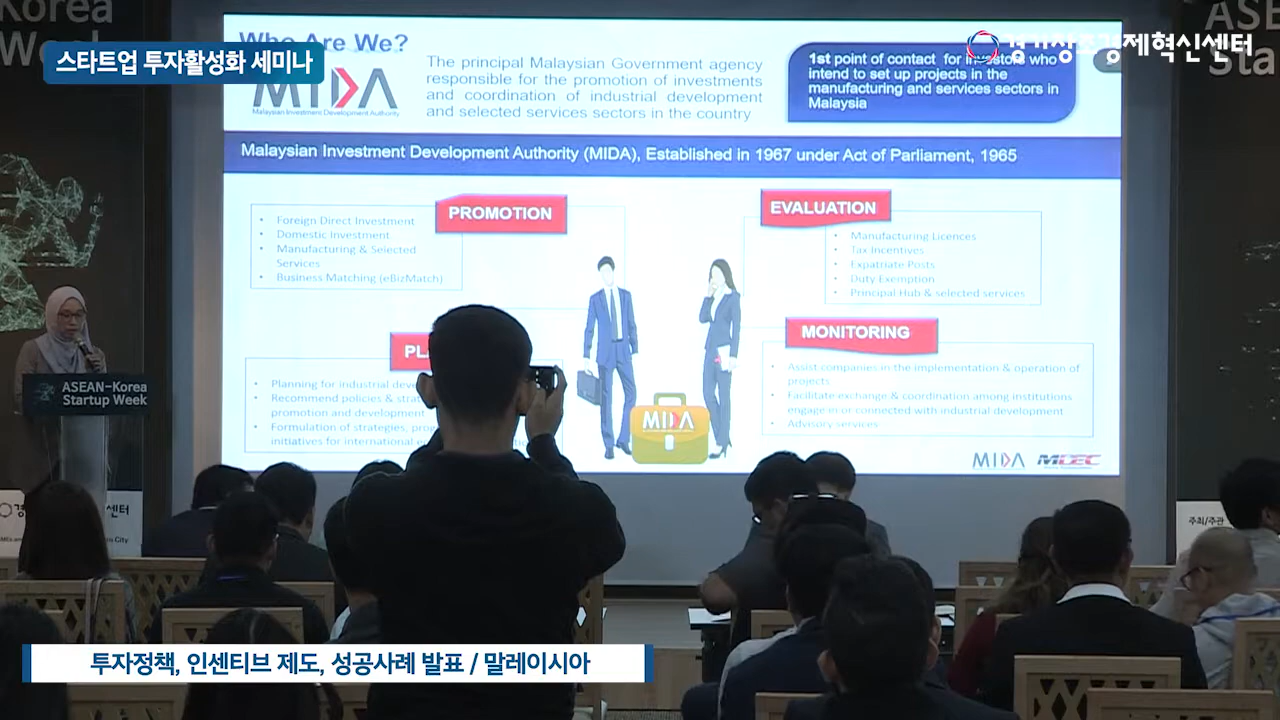 Korea
스타트업 투자활성화 세미나
경기창조경제혁신센터
Who Are We?
MIDA
Malaysian Investment Development Authority
The principal Malaysian Government agency
responsible for the promotion of investments
and coordination of industrial development
and selected services sectors in the country
1st point of contact for investors who
intend to set up projects in the
manufacturing and services sectors in
Malaysia
Malaysian Investment Development Authority (MIDA), Established in 1967 under Act of Parliament, 1965
PROMOTION
• Foreign Direct Investment
• Domestic Investment
• Manufacturing & Selected
Services
• Business Matching (eBizMatch)
EVALUATION
• Manufacturing Licences
• Tax Incentives
• Expatriate Posts
• Duty Exemption
• Principal Hub & selected services
• Planning for industrial
• Recommend policies &
promotion and development
• Formulation of strategies,
initiatives for international
MONITORING
• Assist companies in the implementation & operation of
projects
• Facilitate exchange & coordination among institutions
engage in or connected with industrial development
• Advisory services
MIDA
MIDA MDEC
ASEAN-Korea
Startup Week
센터
City
주최/주관
투자정책, 인센티브 제도, 성공사례 발표 / 말레이시아